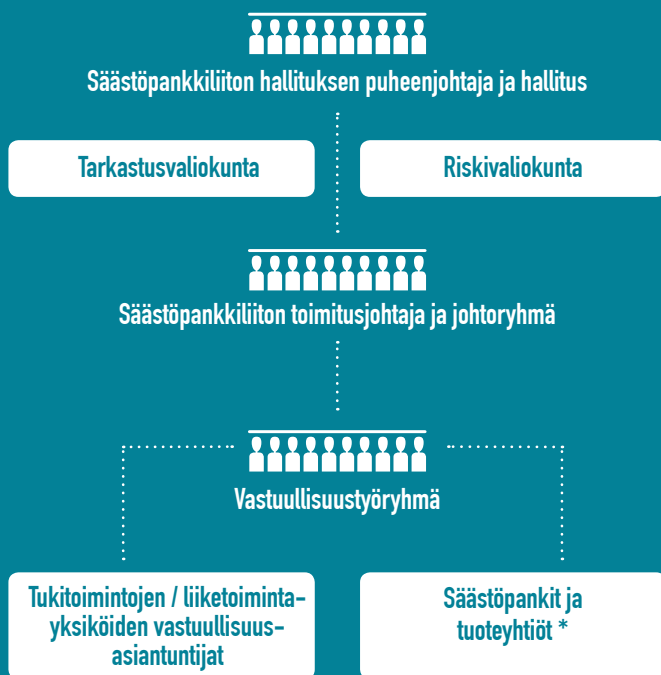 Säästöpankkiliiton hallituksen puheenjohtaja ja hallitus
Tarkastusvaliokunta
Riskivaliokunta
Säästöpankkiliiton toimitusjohtaja ja johtoryhmä
Vastuullisuustyöryhmä
Tukitoimintojen / liiketoiminta-
yksiköiden vastuullisuus-
asiantuntijat
Säästöpankit ja
tuoteyhtiöt *